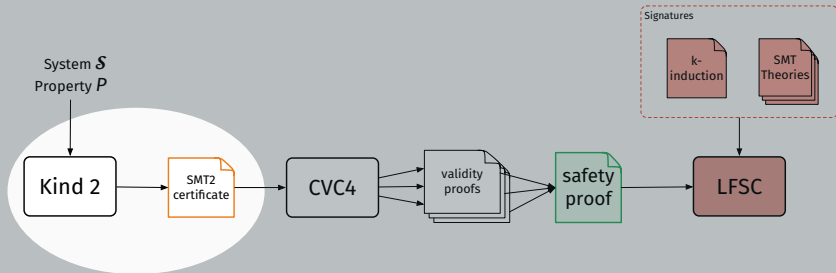 Signatures
k-
induction
SMT
Theories
System 𝓢
Property P
Kind 2
SMT2
certificate
CVC4
validity
proofs
safety
proof
LFSC